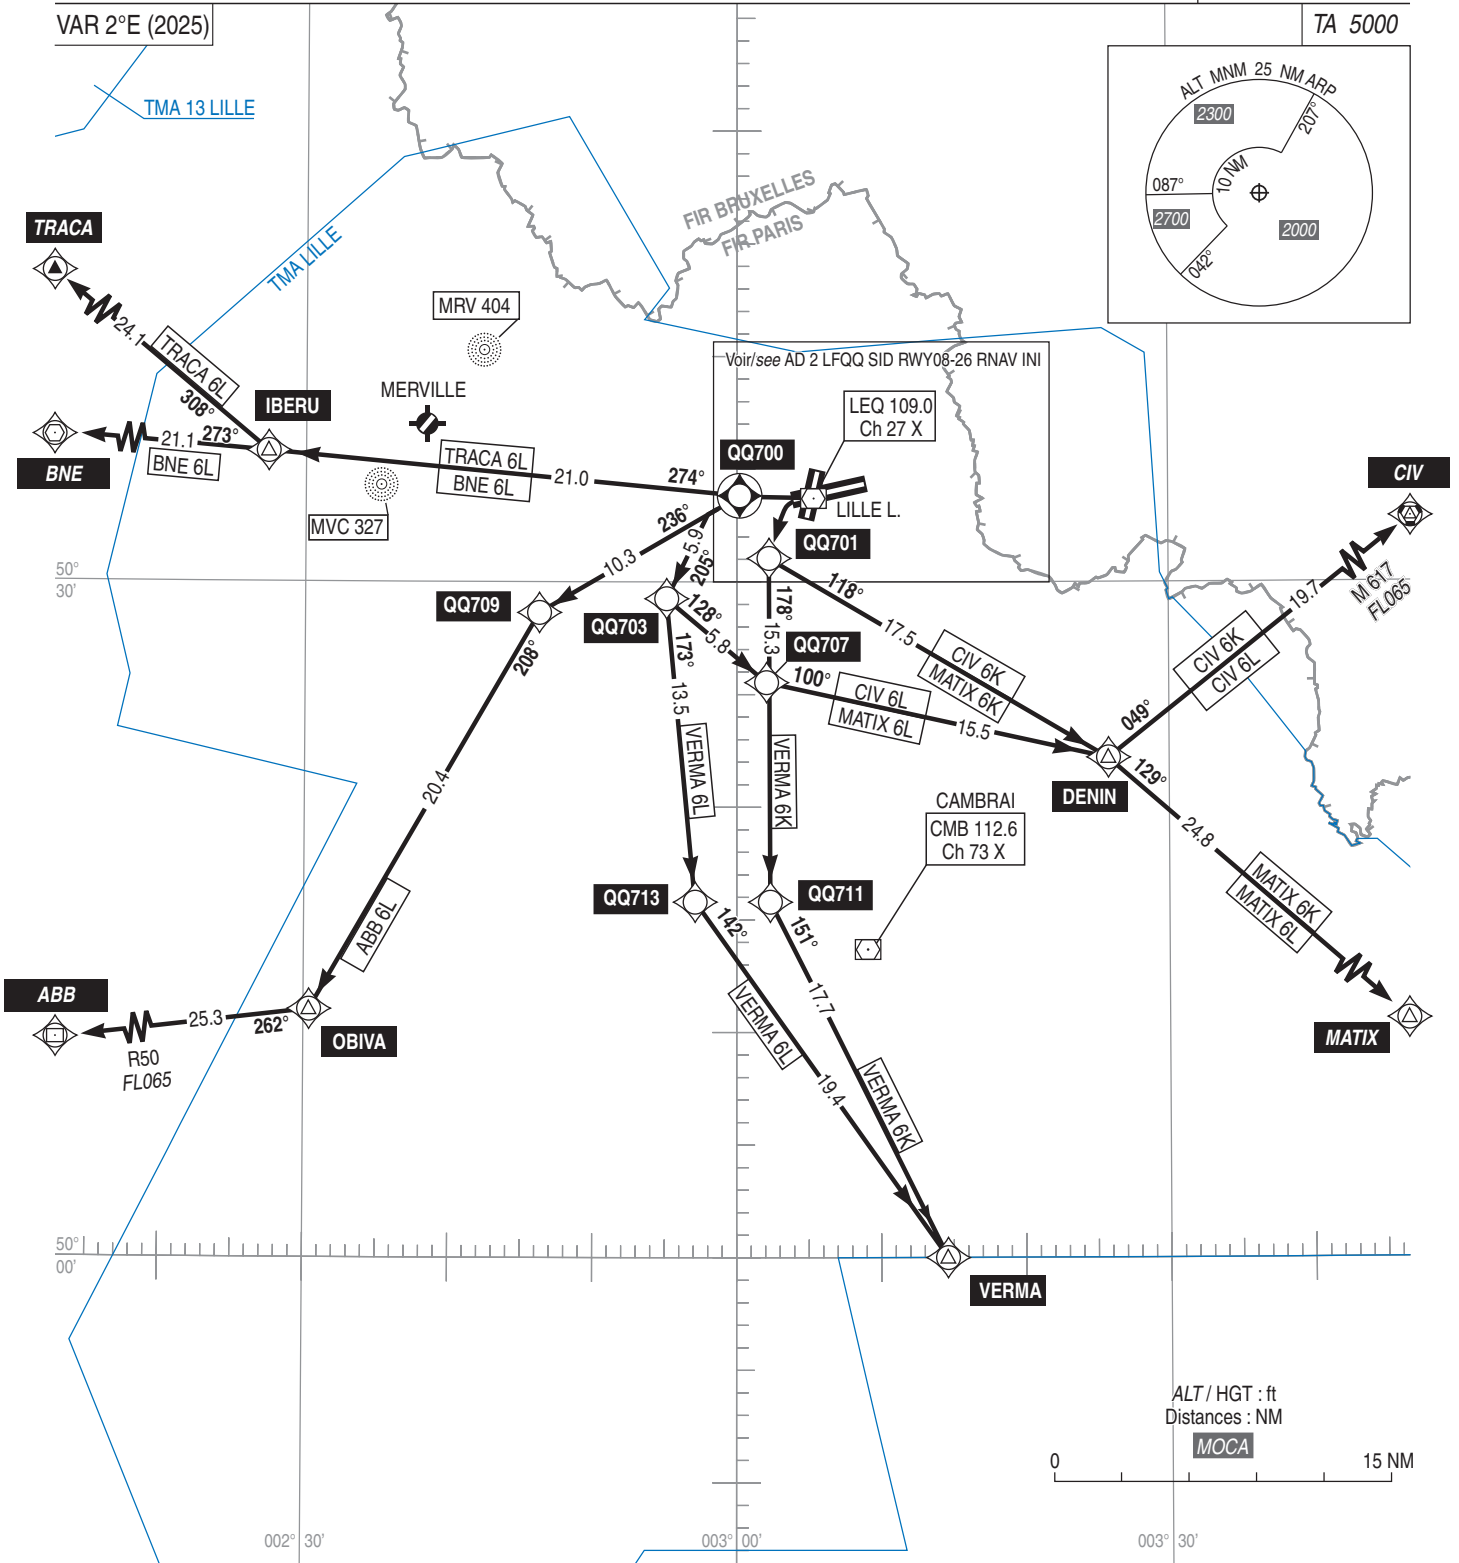 VAR 2°E (2025)
TA 5000
ALT MNM 25 NM ARP
2300
207°
10 NM
087°
2700
2000
042°
TMA 13 LILLE
TMA LILLE
FIR BRUXELLES
FIR PARIS
TRACA
24.1
TRACA 6L
308°
MRV 404
Voir/see AD 2 LFQQ SID RWY08-26 RNAV INI
MERVILLE
IBERU
LEQ 109.0
Ch 27 X
BNE
21.1
273°
BNE 6L
TRACA 6L
BNE 6L
21.0
274°
QQ700
LILLE L.
CIV
MVC 327
236°
5.9
205°
QQ701
10.3
50°
30'
QQ709
QQ703
128°
5.8
178°
15.3
118°
17.5
19.7
M 617
FL065
208°
173°
13.5
QQ707
100°
CIV 6K
MATIX 6K
CIV 6L
MATIX 6L
15.5
CIV 6K
CIV 6L
049°
129°
DENIN
20.4
VERMA 6L
VERMA 6K
CAMBRAI
CMB 112.6
Ch 73 X
24.8
MATIX 6K
MATIX 6L
QQ713
QQ711
142°
151°
ABB 6L
17.7
ABB
25.3
262°
R50
FL065
OBIVA
VERMA 6L
19.4
VERMA 6K
MATIX
50°
00'
VERMA
ALT / HGT : ft
Distances : NM
MOCA
0
15 NM
002° 30'
003° 00'
003° 30'